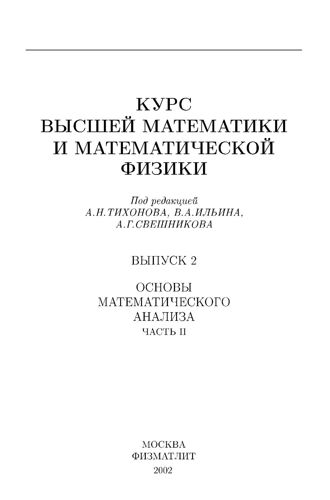 КУРС
ВЫСШЕЙ МАТЕМАТИКИ
И МАТЕМАТИЧЕСКОЙ
ФИЗИКИ
Под редакцией
А.Н.ТИХОНОВА, В.А.ИЛЬИНА,
А.Г.СВЕШНИКОВА
ВЫПУСК 2
ОСНОВЫ
МАТЕМАТИЧЕСКОГО
АНАЛИЗА
ЧАСТЬ II
МОСКВА
ФИЗМАТЛИТ
2002